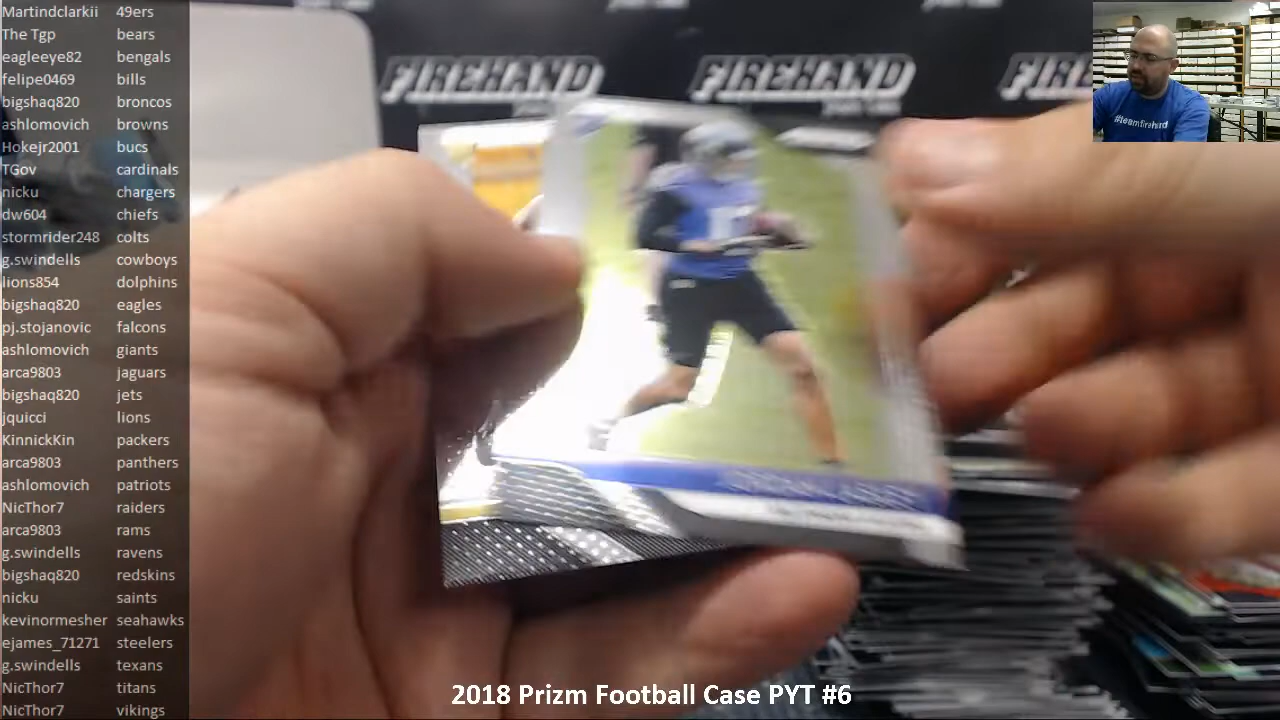 Martindclarkii 49ers
The Tgp bears
eagleeye82 bengals
felipe0469 bills
bigshaq820 broncos
ashlomovich browns
Hokejr2001 bucs
TGov cardinals
nicku chargers
dw604 chiefs
stormrider248 colts
g.swindells cowboys
lions854 dolphins
bigshaq820 eagles
pj.stojanovic falcons
ashlomovich giants
arca9803 jaguars
bigshaq820 jets
jquicci lions
KinnickKin packers
arca9803 panthers
ashlomovich patriots
NicThor7 raiders
arca9803 rams
g.swindells ravens
bigshaq820 redskins
nicku saints
kevinormesher seahawks
ejames_71271 steelers
g.swindells texans
NicThor7 titans
NicThor7 vikings
FIREHAND FIREHAND
#teamfirehand
2018 Prizm Football Case PYT #6